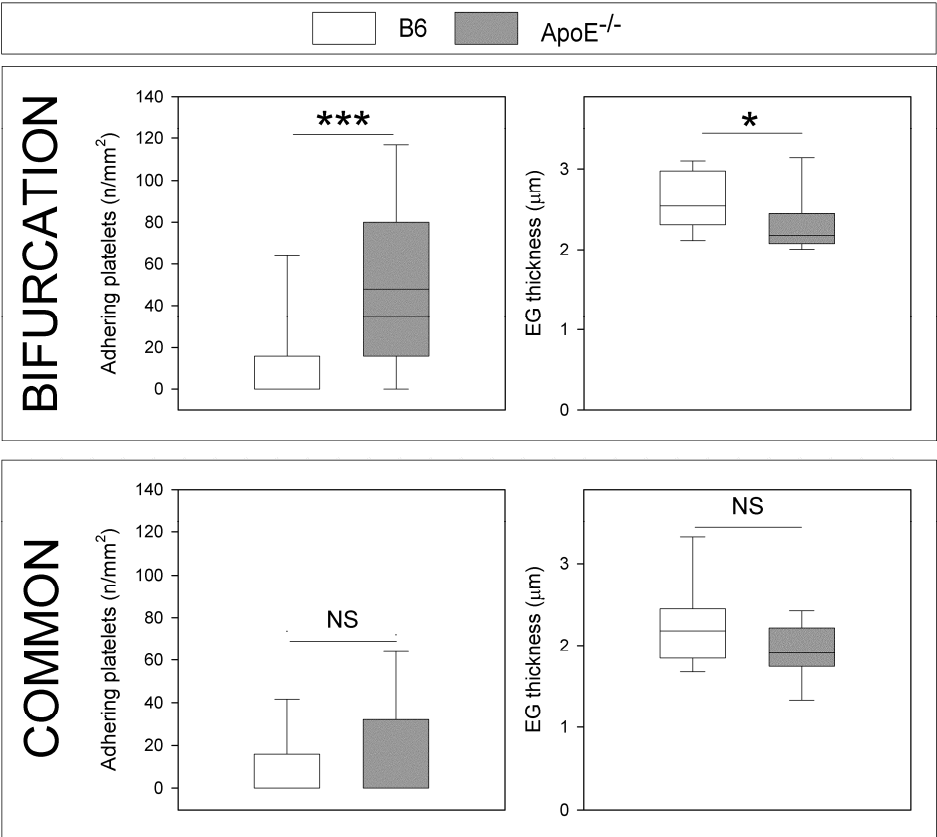 B6 ApoE-/-
BIFURCATION
Adhering platelets (n/mm²)
140
120
100
80
60
40
20
0
***
EG thickness (μm)
3
2
1
0
*
COMMON
Adhering platelets (n/mm²)
140
120
100
80
60
40
20
0
NS
EG thickness (μm)
3
2
1
0
NS